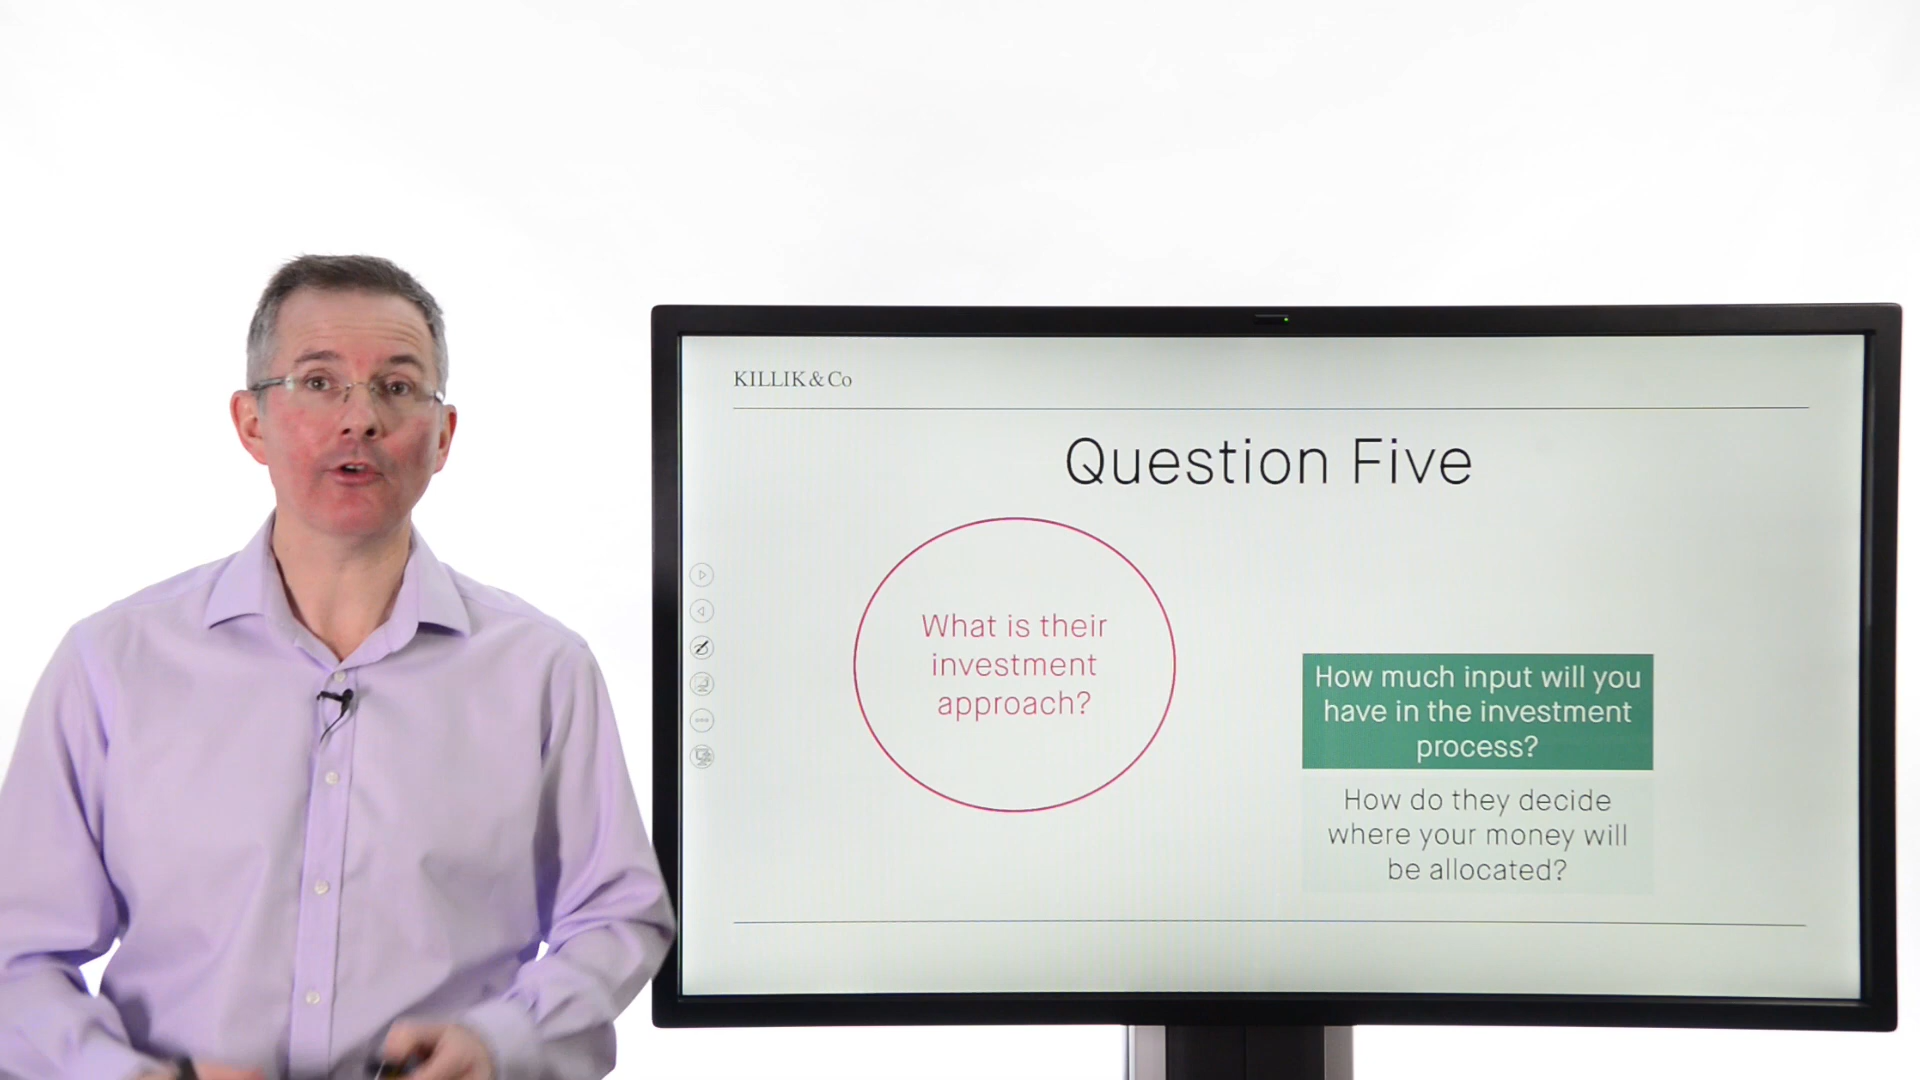 KILLIK & Co
Question Five
What is their
investment
approach?
How much input will you
have in the investment
process?
How do they decide
where your money will
be allocated?